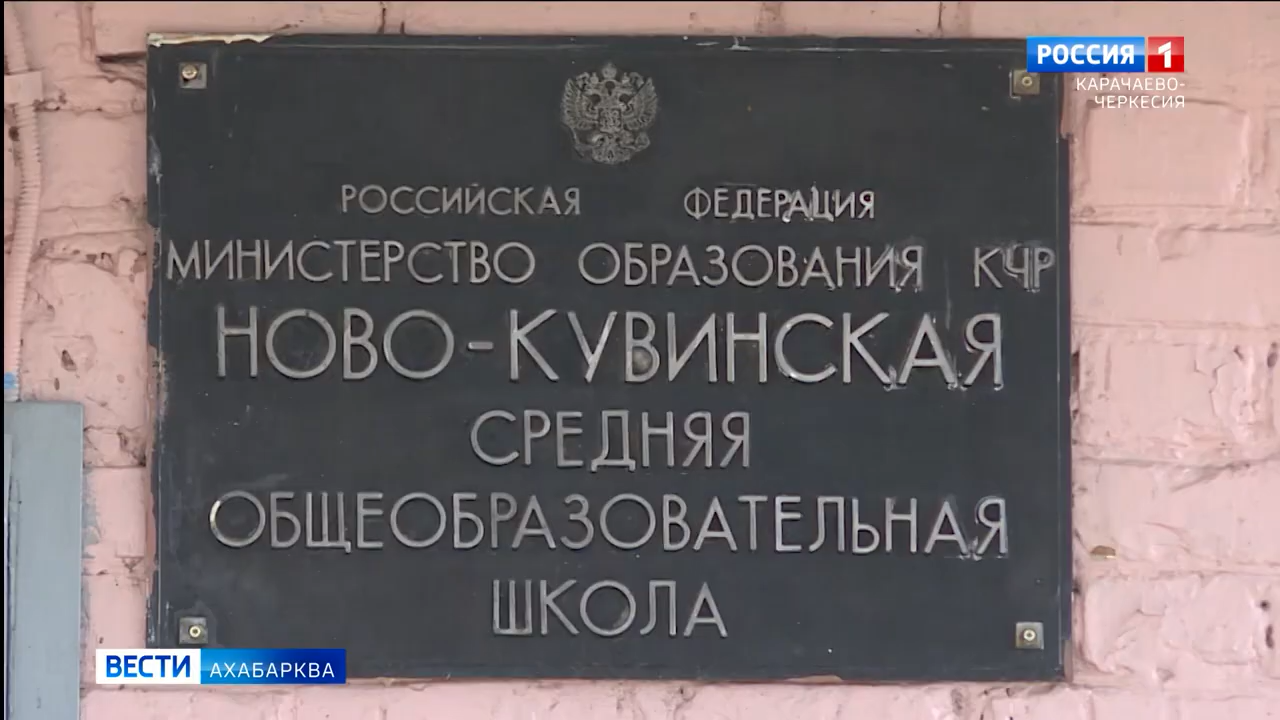 РОССИЯ 1
КАРАЧАЕВО-
ЧЕРКЕСИЯ
РОССИЙСКАЯ ФЕДЕРАЦИЯ
МИНИСТЕРСТВО ОБРАЗОВАНИЯ КЧР
НОВО-КУВИНСКАЯ
СРЕДНЯЯ
ОБЩЕОБРАЗОВАТЕЛЬНАЯ
ШКОЛА
ВЕСТИ АХАБАРКВА